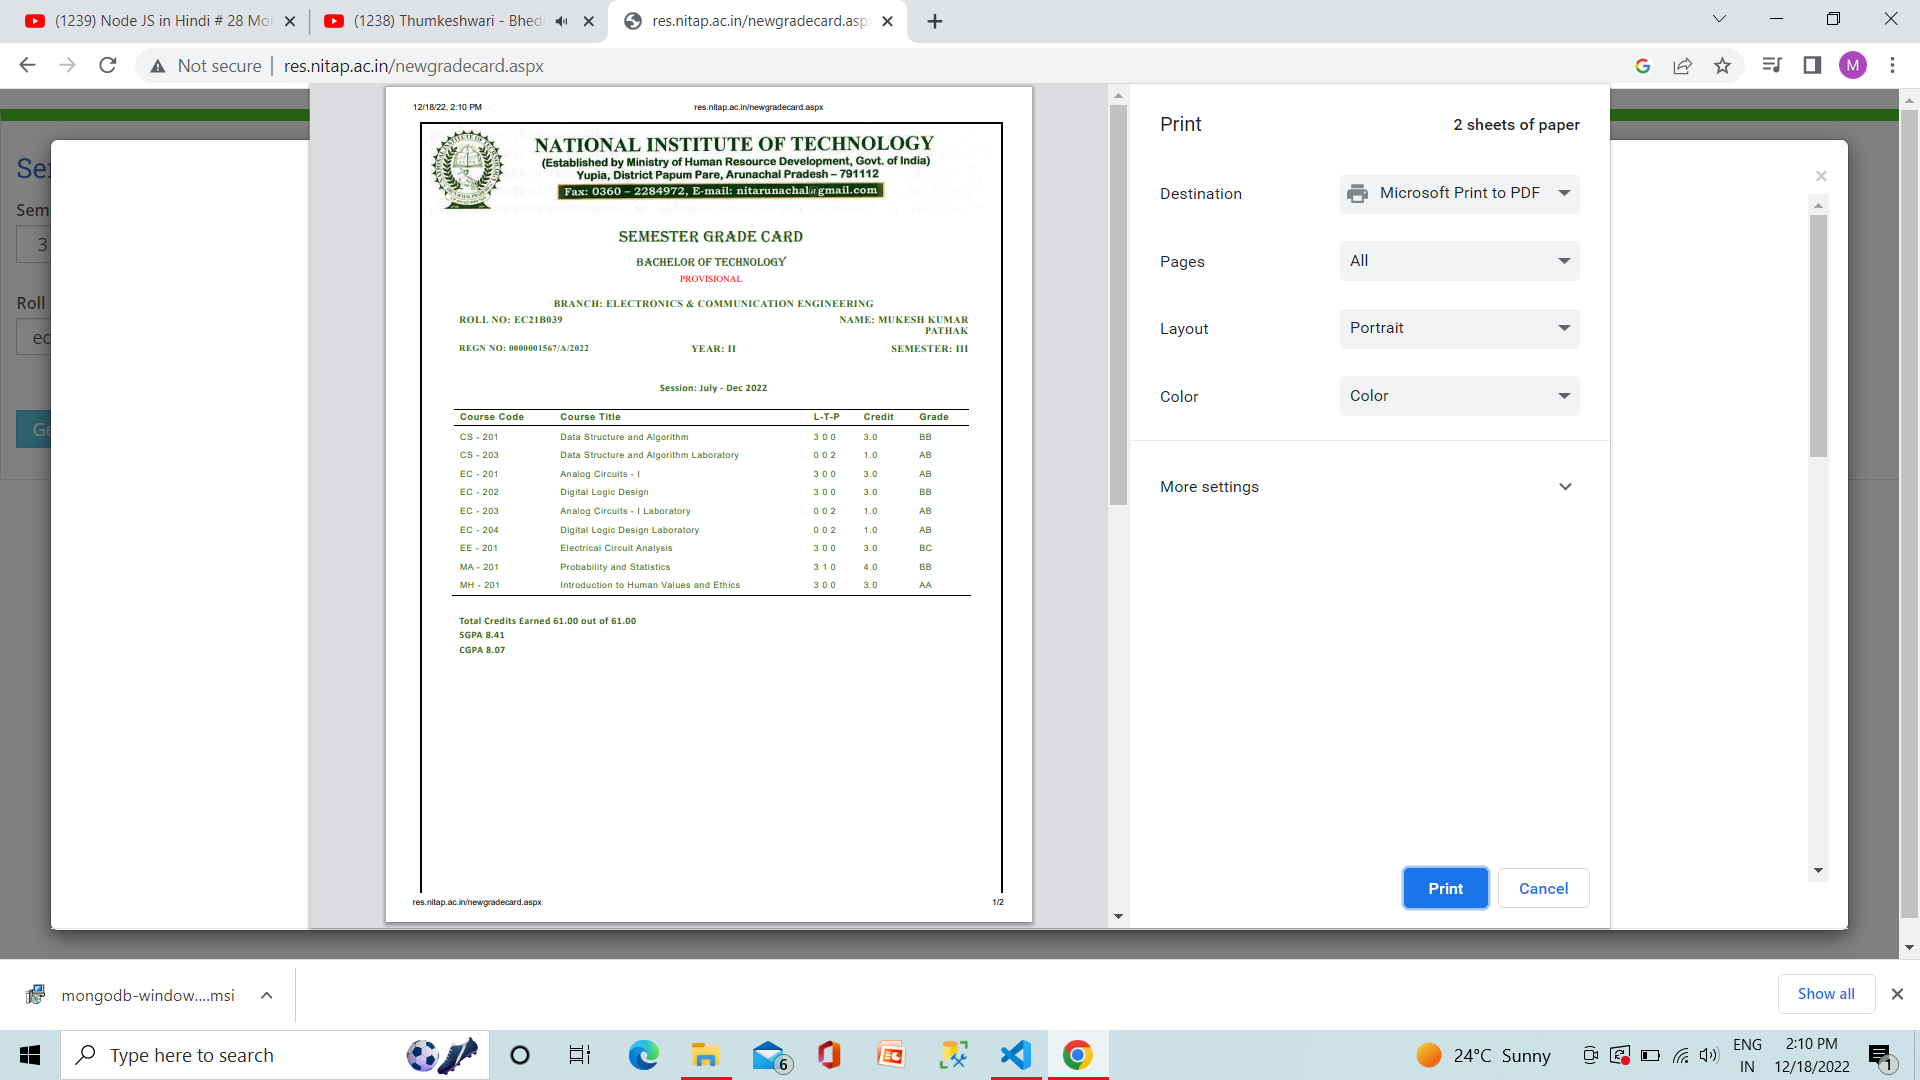 (1239) Node JS in Hindi # 28 Mon
(1238) Thumkeshwari - Bhed
res.nitap.ac.in/newgradecard.asp
Not secure
res.nitap.ac.in/newgradecard.aspx
M
Sem
3
Roll
ec
Ge
12/18/22, 2:10 PM
res.nitap.ac.in/newgradecard.aspx
NATIONAL INSTITUTE OF TECHNOLOGY
(Established by Ministry of Human Resource Development, Govt. of India)
Yupia, District Papum Pare, Arunachal Pradesh – 791112
Fax: 0360 – 2284972, E-mail: nitarunachal@gmail.com
SEMESTER GRADE CARD
BACHELOR OF TECHNOLOGY
PROVISIONAL
BRANCH: ELECTRONICS & COMMUNICATION ENGINEERING
ROLL NO: EC21B039 NAME: MUKESH KUMAR
PATHAK
REGN NO: 0000001567/A/2022 YEAR: II SEMESTER: III
Session: July - Dec 2022
Course Code Course Title L-T-P Credit Grade
CS - 201 Data Structure and Algorithm 3 0 0 3.0 BB
CS - 203 Data Structure and Algorithm Laboratory 0 0 2 1.0 AB
EC - 201 Analog Circuits - I 3 0 0 3.0 AB
EC - 202 Digital Logic Design 3 0 0 3.0 BB
EC - 203 Analog Circuits - I Laboratory 0 0 2 1.0 AB
EC - 204 Digital Logic Design Laboratory 0 0 2 1.0 AB
EE - 201 Electrical Circuit Analysis 3 0 0 3.0 BC
MA - 201 Probability and Statistics 3 1 0 4.0 BB
MH - 201 Introduction to Human Values and Ethics 3 0 0 3.0 AA
Total Credits Earned 61.00 out of 61.00
SGPA 8.41
CGPA 8.07
res.nitap.ac.in/newgradecard.aspx 1/2
Print 2 sheets of paper
Destination Microsoft Print to PDF
Pages All
Layout Portrait
Color Color
More settings
Print Cancel
mongodb-window....msi
Show all
Type here to search
6
24°C Sunny
ENG
IN
2:10 PM
12/18/2022
1